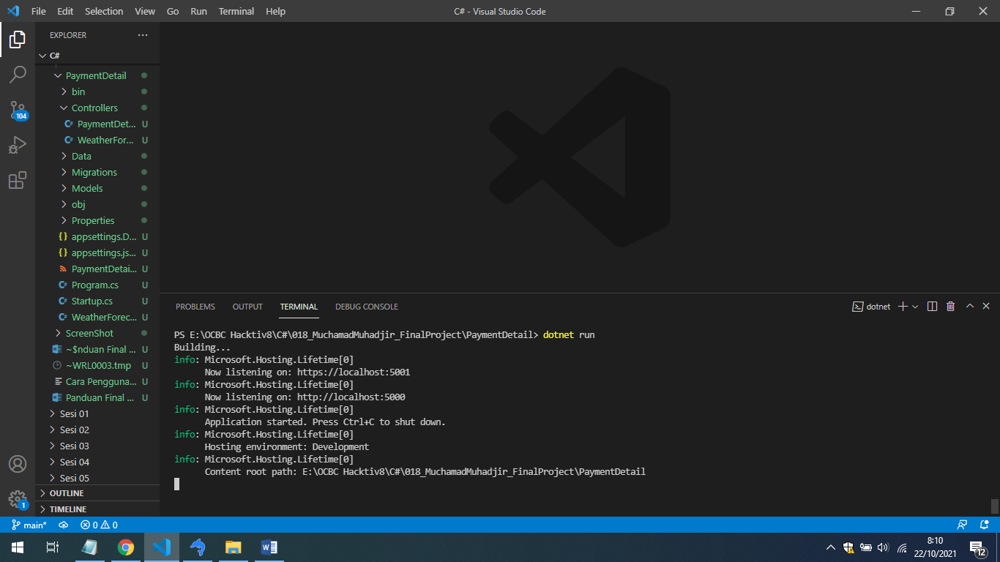 File Edit Selection View Go Run Terminal Help
C# - Visual Studio Code
EXPLORER
C#
PaymentDetail
bin
Controllers
C# PaymentDet... U
C# WeatherFor... U
Data
Migrations
Models
obj
Properties
{} appsettings.D... U
{} appsettings.js... U
PaymentDetai... U
C# Program.cs U
C# Startup.cs U
C# WeatherForec... U
ScreenShot
~$nduan Final ... U
~WRL0003.tmp U
Cara Pengguna... U
Panduan Final ... U
Sesi 01
Sesi 02
Sesi 03
Sesi 04
Sesi 05
OUTLINE
TIMELINE
104
1
PROBLEMS OUTPUT TERMINAL DEBUG CONSOLE
dotnet
PS E:\OCBC Hacktiv8\C#\018_MuchamadMuhadjir_FinalProject\PaymentDetail> dotnet run
Building...
info: Microsoft.Hosting.Lifetime[0]
Now listening on: https://localhost:5001
info: Microsoft.Hosting.Lifetime[0]
Now listening on: http://localhost:5000
info: Microsoft.Hosting.Lifetime[0]
Application started. Press Ctrl+C to shut down.
info: Microsoft.Hosting.Lifetime[0]
Hosting environment: Development
info: Microsoft.Hosting.Lifetime[0]
Content root path: E:\OCBC Hacktiv8\C#\018_MuchamadMuhadjir_FinalProject\PaymentDetail
main* 0 0
8:10
22/10/2021
12